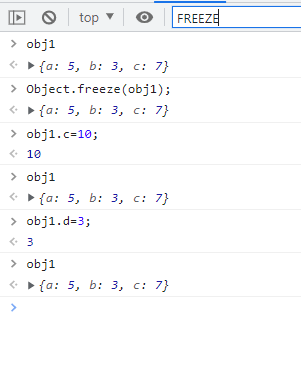 top ▼ FREEZE
> obj1
<· ▶{a: 5, b: 3, c: 7}
> Object.freeze(obj1);
<· ▶{a: 5, b: 3, c: 7}
> obj1.c=10;
<· 10
> obj1
<· ▶{a: 5, b: 3, c: 7}
> obj1.d=3;
<· 3
> obj1
<· ▶{a: 5, b: 3, c: 7}
>